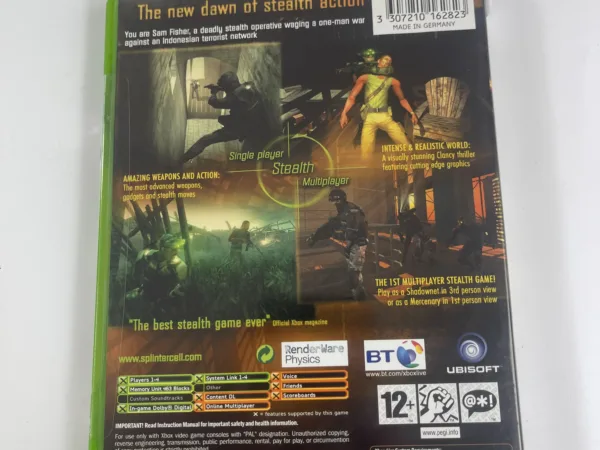 The new dawn of stealth action
You are Sam Fisher, a deadly stealth operative waging a one-man war
against an Indonesian terrorist network
3 307210 162823
MADE IN GERMANY
Single player
Stealth
Multiplayer
AMAZING WEAPONS AND ACTION:
The most advanced weapons,
gadgets and stealth moves
INTENSE & REALISTIC WORLD:
A visually stunning Clancy thriller
featuring cutting edge graphics
THE 1ST MULTIPLAYER STEALTH GAME!
Play as a Shadownet in 3rd person view
or as a Mercenary in 1st person view
"The best stealth game ever" Official Xbox magazine
www.splintercell.com
RenderWare
Physics
BT
www.bt.com/xboxlive
UBISOFT
Players 1-4
Memory Unit 463 Blocks
Custom Soundtracks
In-game Dolby® Digital
System Link 1-4
Other
Content DL
Online Multiplayer
Voice
Friends
Scoreboards
= features supported by this game
12+
@*!
www.pegi.info
IMPORTANT! Read Instruction Manual for important safety and health information.
For use only with Xbox video game consoles with "PAL" designation. Unauthorized copying,
reverse engineering, transmission, public performance, rental, pay for play, or circumvention